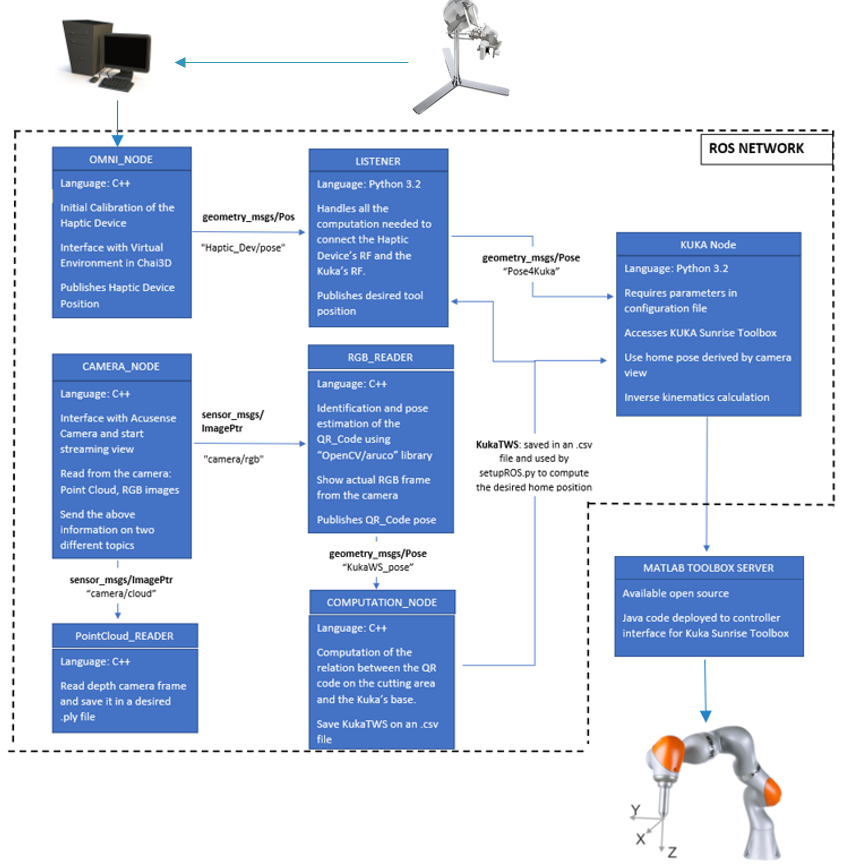 ROS NETWORK
OMNI_NODE
Language: C++
Initial Calibration of the
Haptic Device
Interface with Virtual
Environment in Chai3D
Publishes Haptic Device
Position
geometry_msgs/Pos
"Haptic_Dev/pose"
LISTENER
Language: Python 3.2
Handles all the
computation needed to
connect the Haptic
Device's RF and the
Kuka's RF.
Publishes desired tool
position
geometry_msgs/Pose
"Pose4Kuka"
KUKA Node
Language: Python 3.2
Requires parameters in
configuration file
Accesses KUKA Sunrise Toolbox
Use home pose derived by camera
view
Inverse kinematics calculation
CAMERA_NODE
Language: C++
Interface with Acusense
Camera and start
streaming view
Read from the camera:
Point Cloud, RGB images
Send the above
information on two
different topics
sensor_msgs/
ImagePtr
"camera/rgb"
RGB_READER
Language: C++
Identification and pose
estimation of the
QR_Code using
"OpenCV/aruco" library
Show actual RGB frame
from the camera
Publishes QR_Code pose
KukaTWS: saved in an .csv
file and used by
setupROS.py to compute
the desired home position
sensor_msgs/ImagePtr
"camera/cloud"
geometry_msgs/Pose
"KukaWS_pose"
PointCloud_READER
Language: C++
Read depth camera frame
and save it in a desired
.ply file
COMPUTATION_NODE
Language: C++
Computation of the
relation between the QR
code on the cutting area
and the Kuka's base.
Save KukaTWS on an .csv
file
MATLAB TOOLBOX SERVER
Available open source
Java code deployed to controller
interface for Kuka Sunrise Toolbox
Y
X
Z